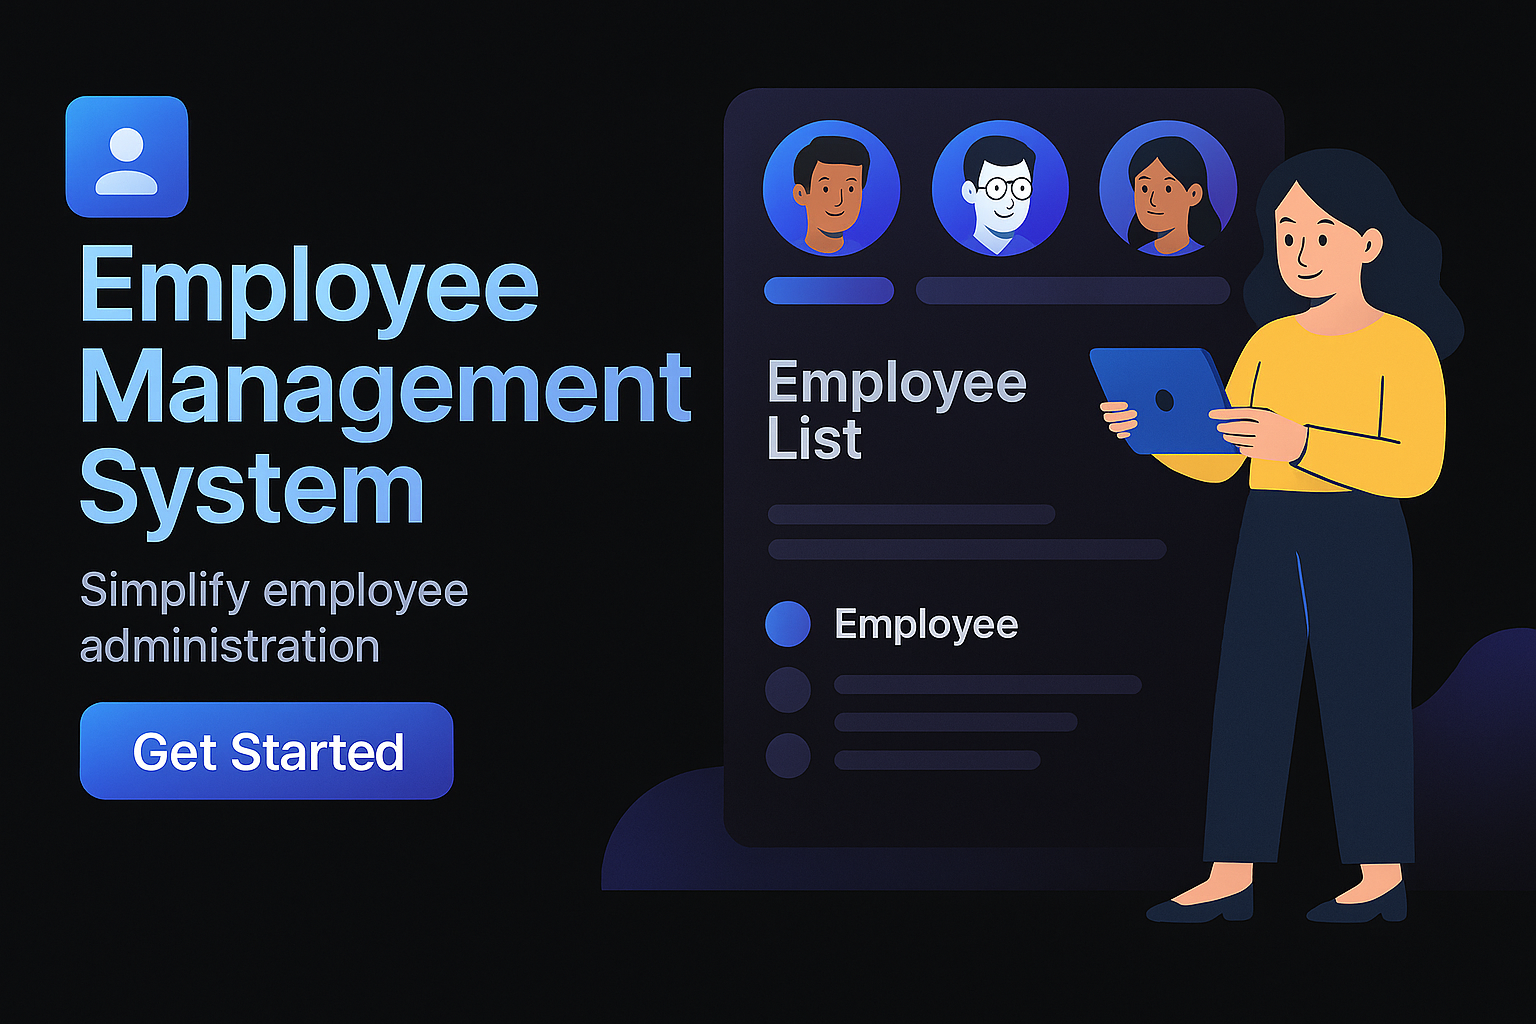 Employee
Management
System
Simplify employee
administration
Get Started
Employee
List
Employee